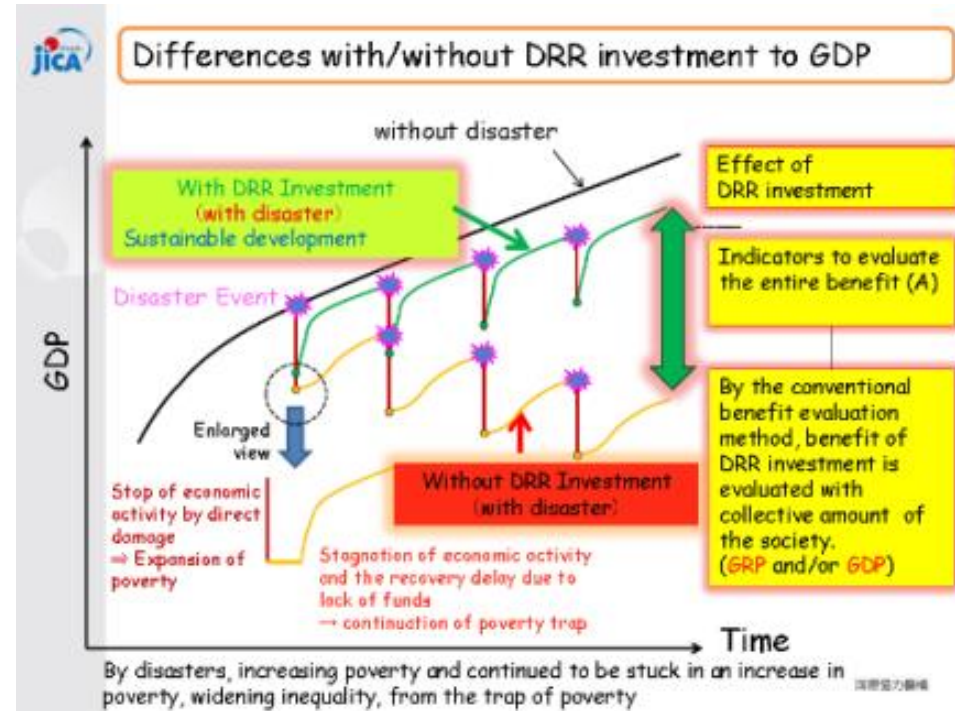 jICA
Differences with/without DRR investment to GDP
without disaster
With DRR Investment
(with disaster)
Sustainable development
Effect of
DRR investment
Indicators to evaluate
the entire benefit (A)
Disaster Event
GDP
Enlarged
view
By the conventional
benefit evaluation
method, benefit of
DRR investment is
evaluated with
collective amount of
the society.
(GRP and/or GDP)
Without DRR Investment
(with disaster)
Stop of economic
activity by direct
damage
⇒ Expansion of
poverty
Stagnation of economic activity
and the recovery delay due to
lack of funds
→ continuation of poverty trap
Time
By disasters, increasing poverty and continued to be stuck in an increase in
poverty, widening inequality, from the trap of poverty